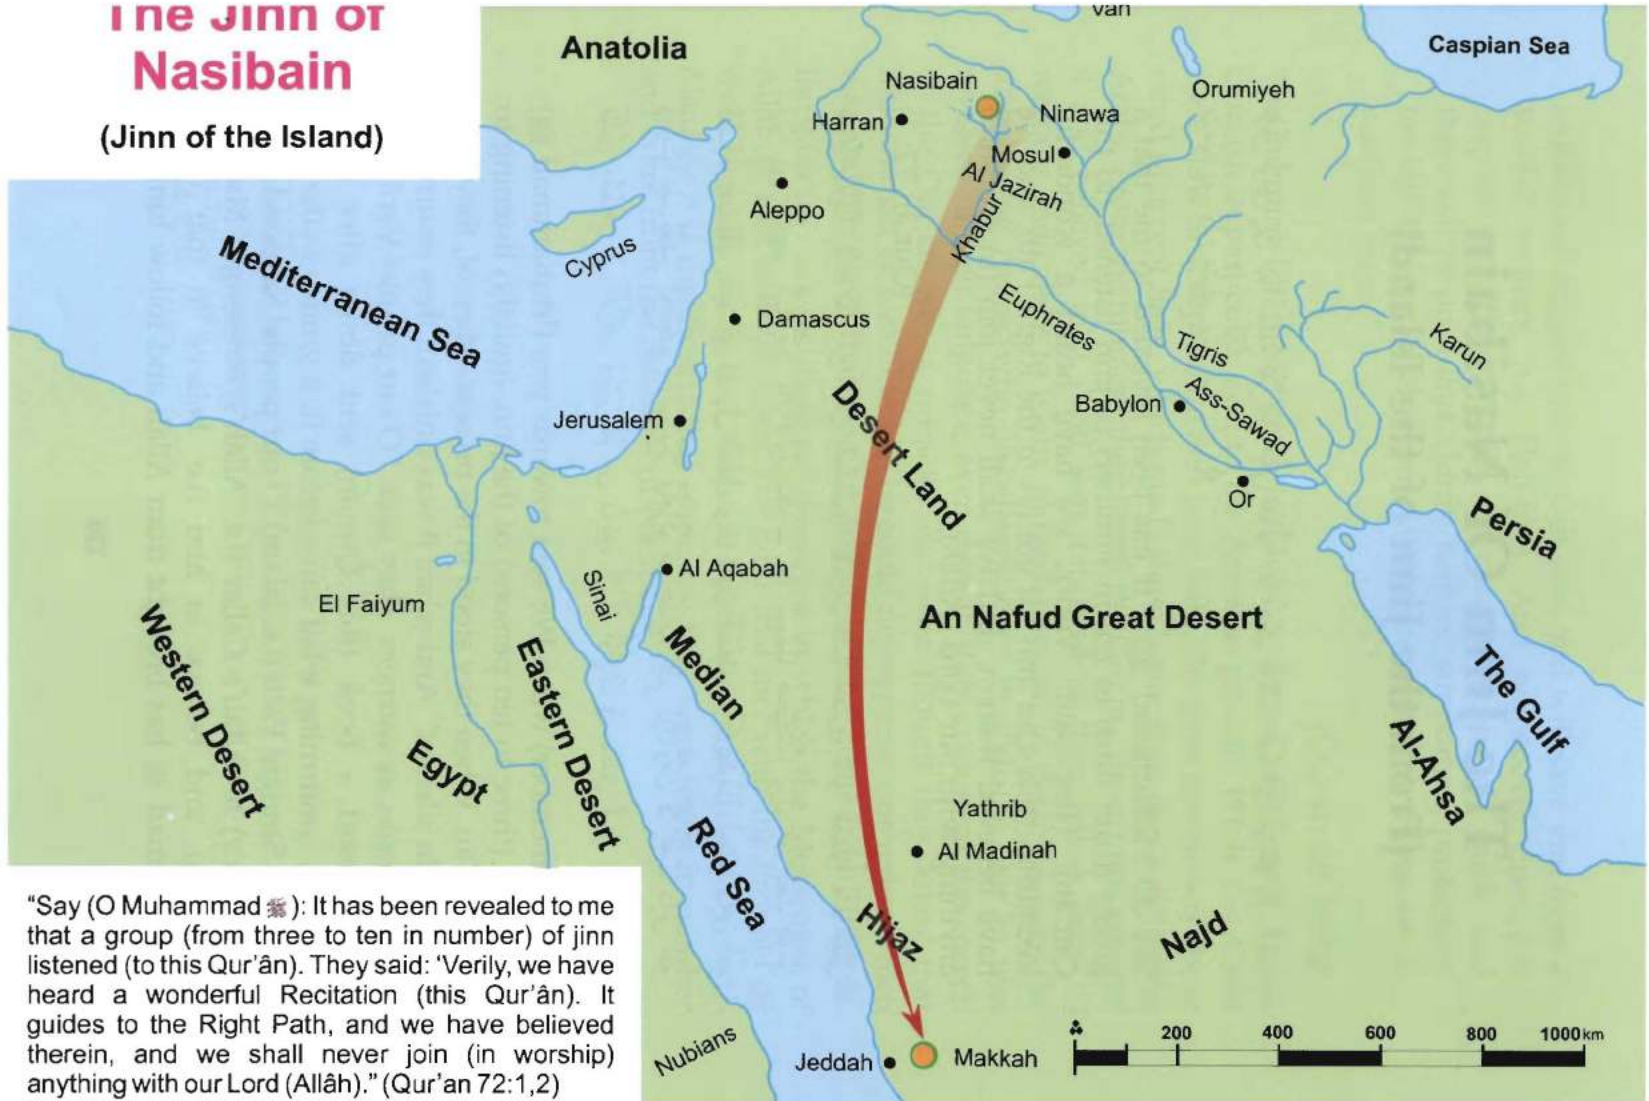 The Jinn of
Nasibain
(Jinn of the Island)
Anatolia
Van
Caspian Sea
Nasibain
Orumiyeh
Harran
Ninawa
Mosul
Al Jazirah
Aleppo
Khabur
Cyprus
Mediterranean Sea
Damascus
Euphrates
Tigris
Karun
Desert Land
Babylon
Ass-Sawad
Jerusalem
Or
Persia
Al Aqabah
Sinai
El Faiyum
An Nafud Great Desert
Western Desert
Eastern Desert
Median
The Gulf
Egypt
Al-Ahsa
Yathrib
Al Madinah
Red Sea
Hijaz
Najd
Nubians
Jeddah
Makkah
200 400 600 800 1000 km
“Say (O Muhammad ﷺ): It has been revealed to me
that a group (from three to ten in number) of jinn
listened (to this Qur’ân). They said: ‘Verily, we have
heard a wonderful Recitation (this Qur’ân). It
guides to the Right Path, and we have believed
therein, and we shall never join (in worship)
anything with our Lord (Allâh).” (Qur’an 72:1,2)